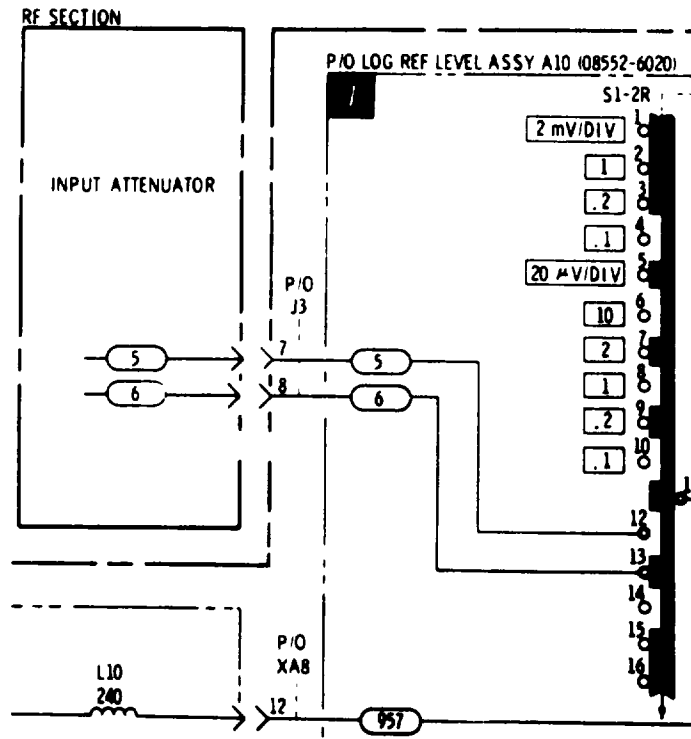 RF SECTION
P/O LOG REF LEVEL ASSY A10 (08552-6020)
S1-2R
1
2 mV/DIV
2
1
3
.2
4
.1
5
20 μV/DIV
6
10
7
2
8
1
9
.2
10
.1
INPUT ATTENUATOR
P/O
J3
5
7
5
6
8
6
12
13
14
15
16
L10
240
P/O
XA8
12
957